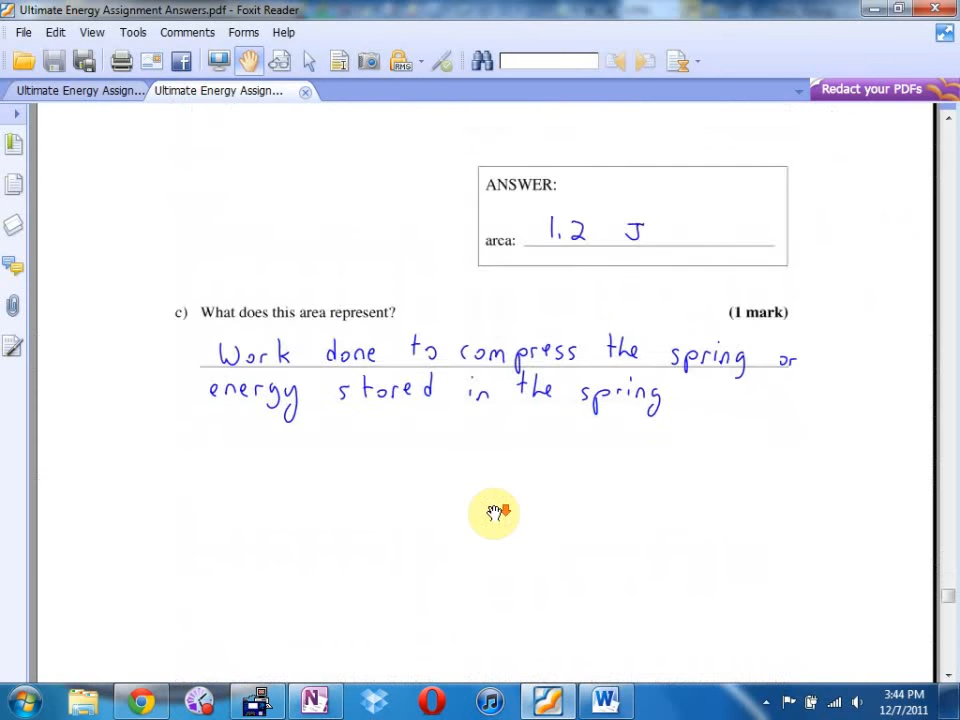 Ultimate Energy Assignment Answers.pdf - Foxit Reader
File Edit View Tools Comments Forms Help
RMS
Ultimate Energy Assign... Ultimate Energy Assign... Redact your PDFs
ANSWER:
area: 1.2 J
c) What does this area represent? (1 mark)
Work done to compress the spring or
energy stored in the spring
3:44 PM
12/7/2011